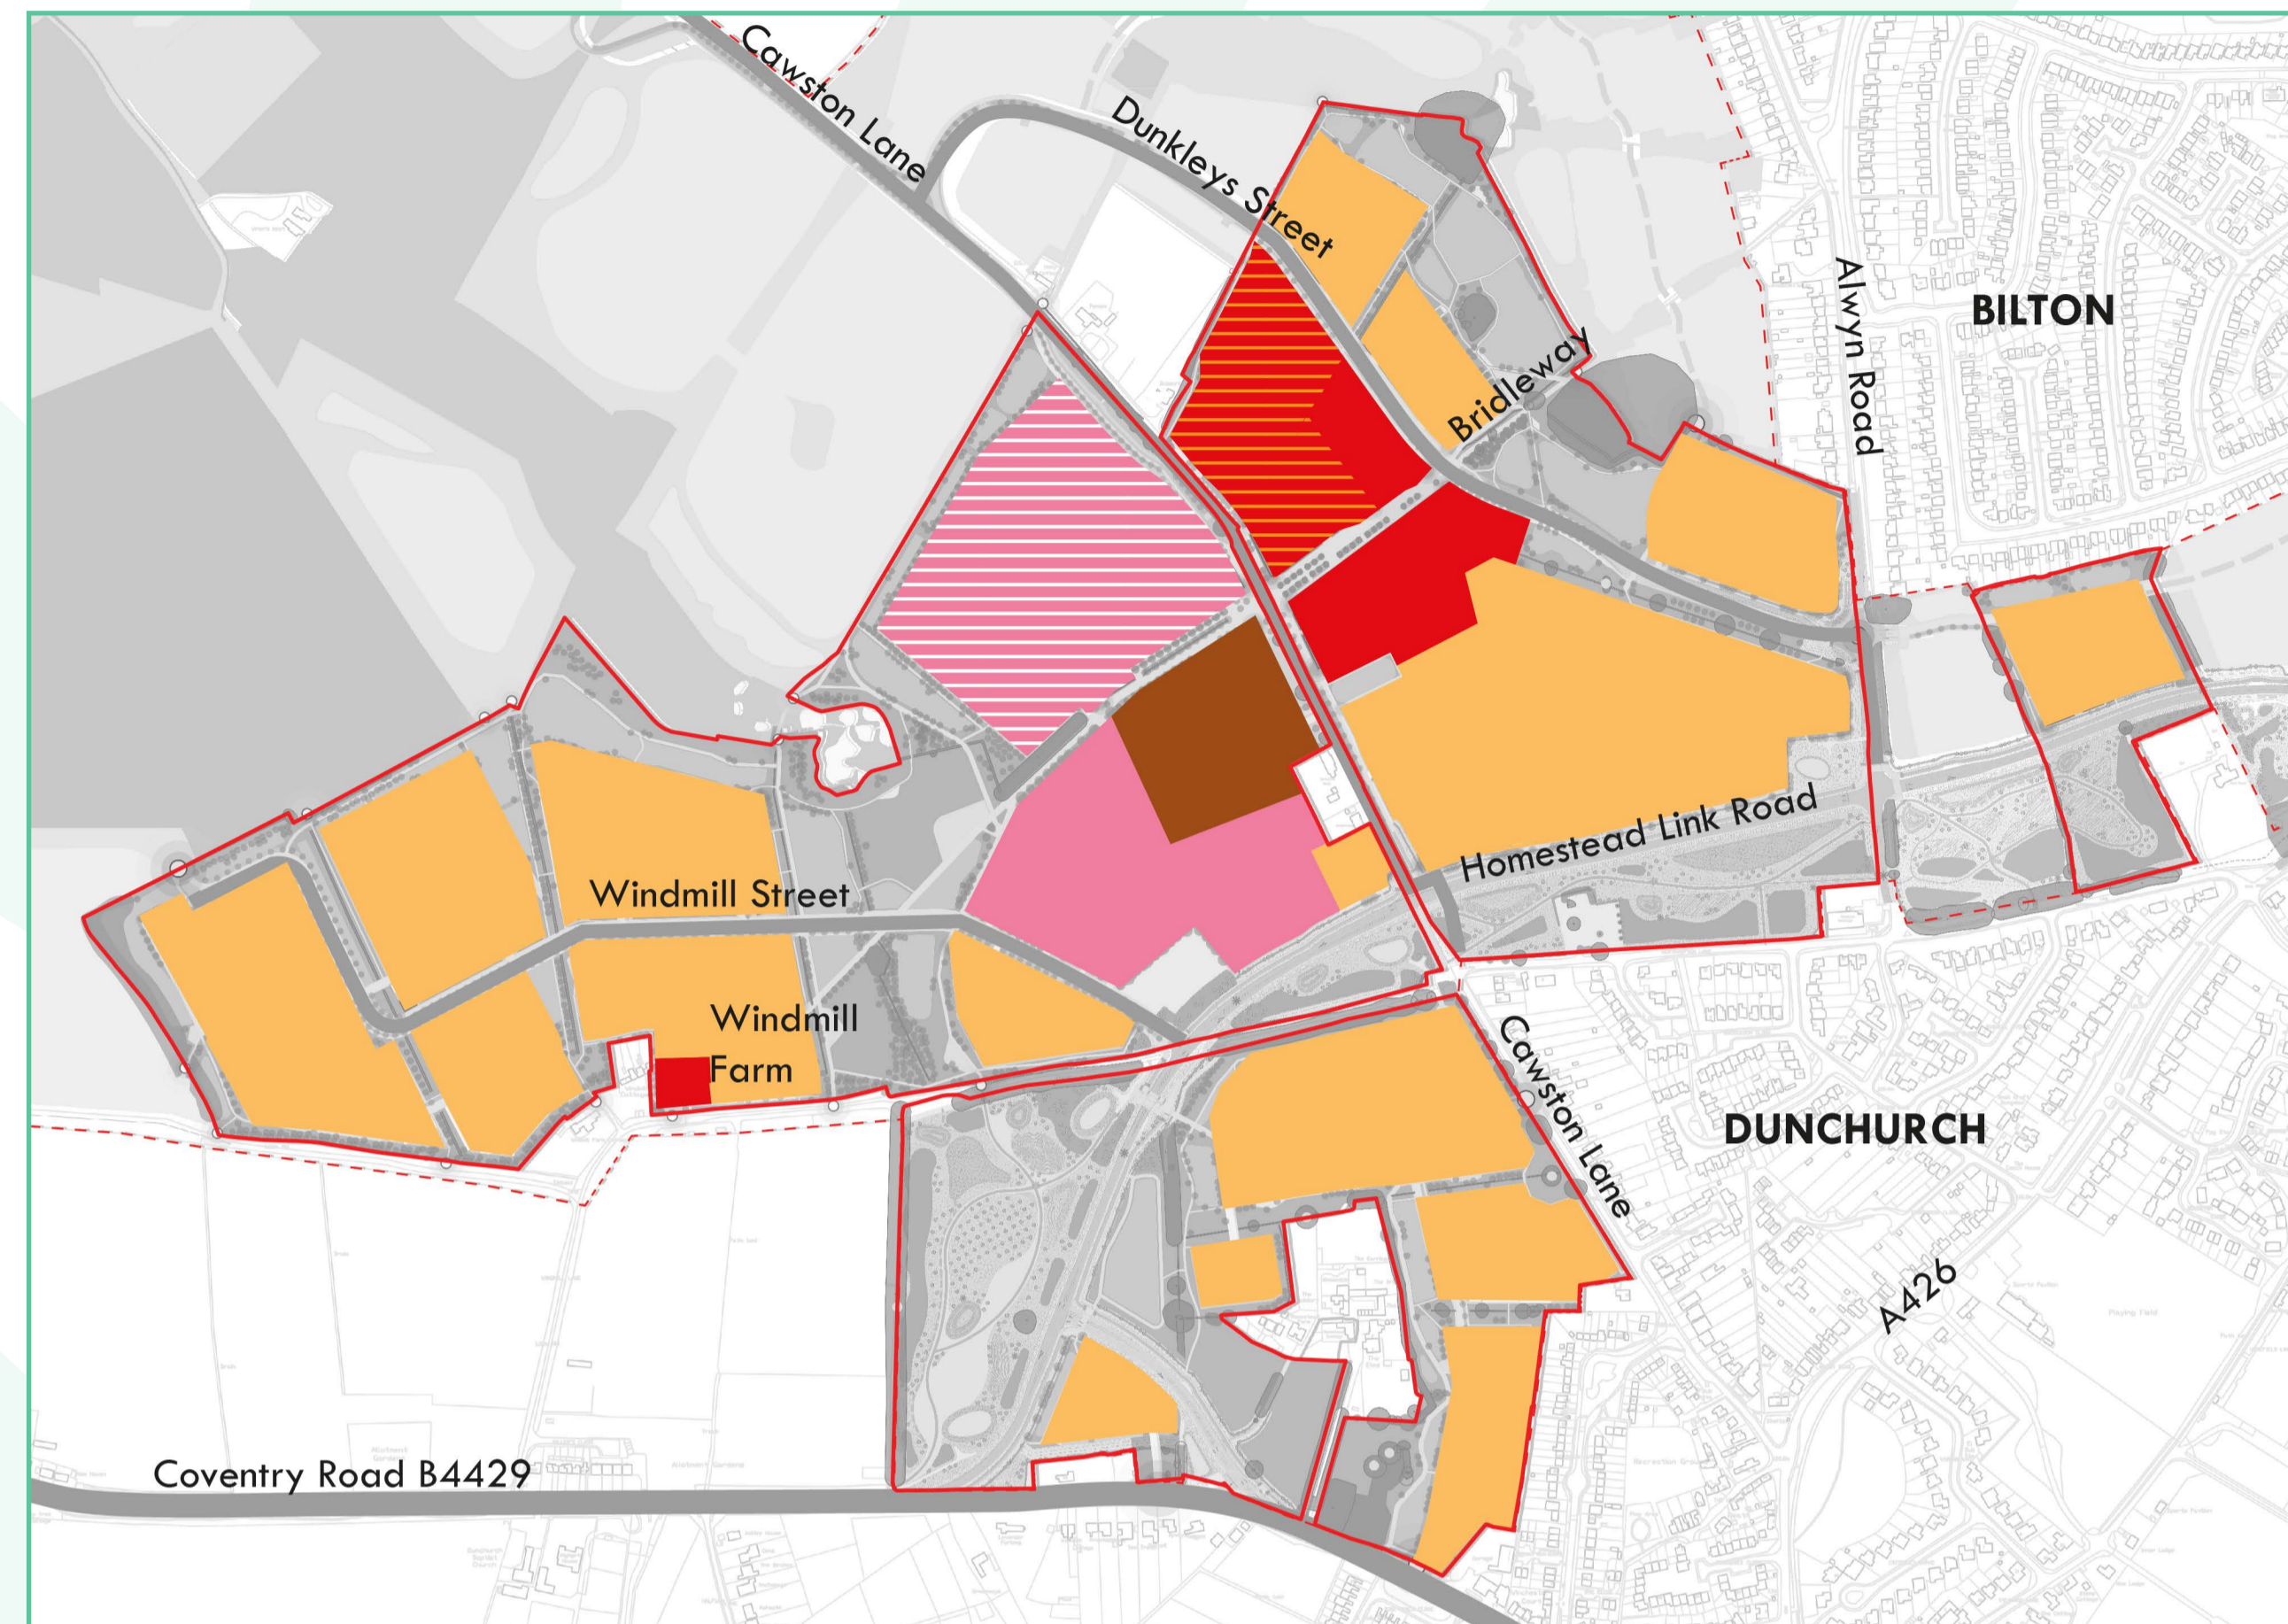 Cawston Lane
Dunkleys Street
Bridleway
Alwyn Road
BILTON
Homestead Link Road
Windmill Street
Windmill
Farm
Cawston Lane
DUNCHURCH
A426
Coventry Road B4429